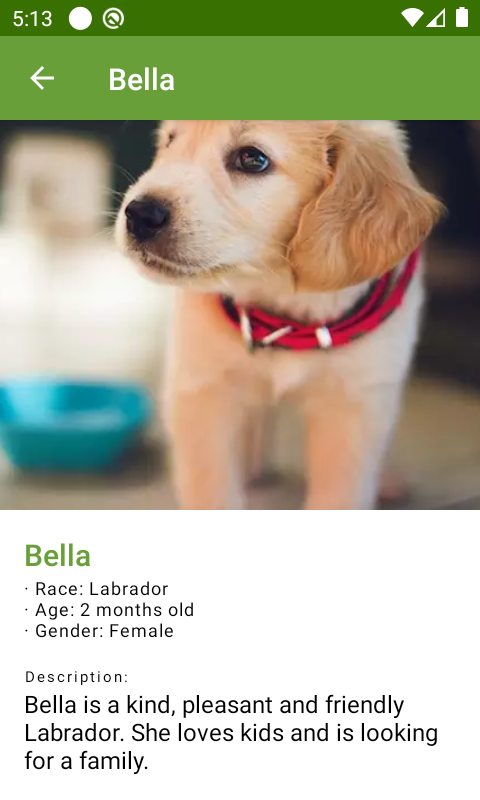 5:13
Bella
Bella
· Race: Labrador
· Age: 2 months old
· Gender: Female
Description:
Bella is a kind, pleasant and friendly
Labrador. She loves kids and is looking
for a family.